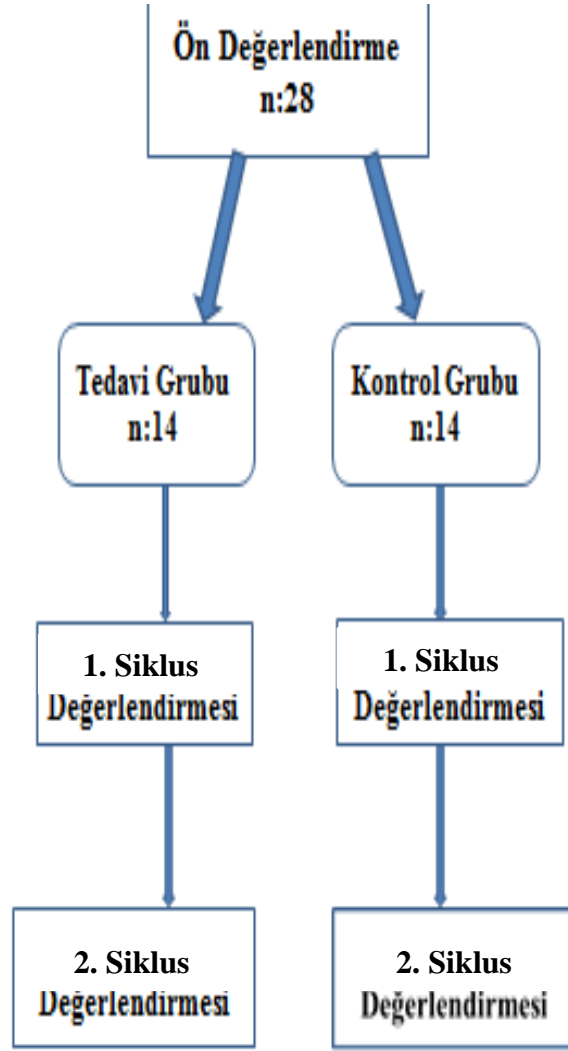 Ön Değerlendirme
n:28
Tedavi Grubu
n:14
Kontrol Grubu
n:14
1. Siklus
Değerlendirmesi
1. Siklus
Değerlendirmesi
2. Siklus
Değerlendirmesi
2. Siklus
Değerlendirmesi